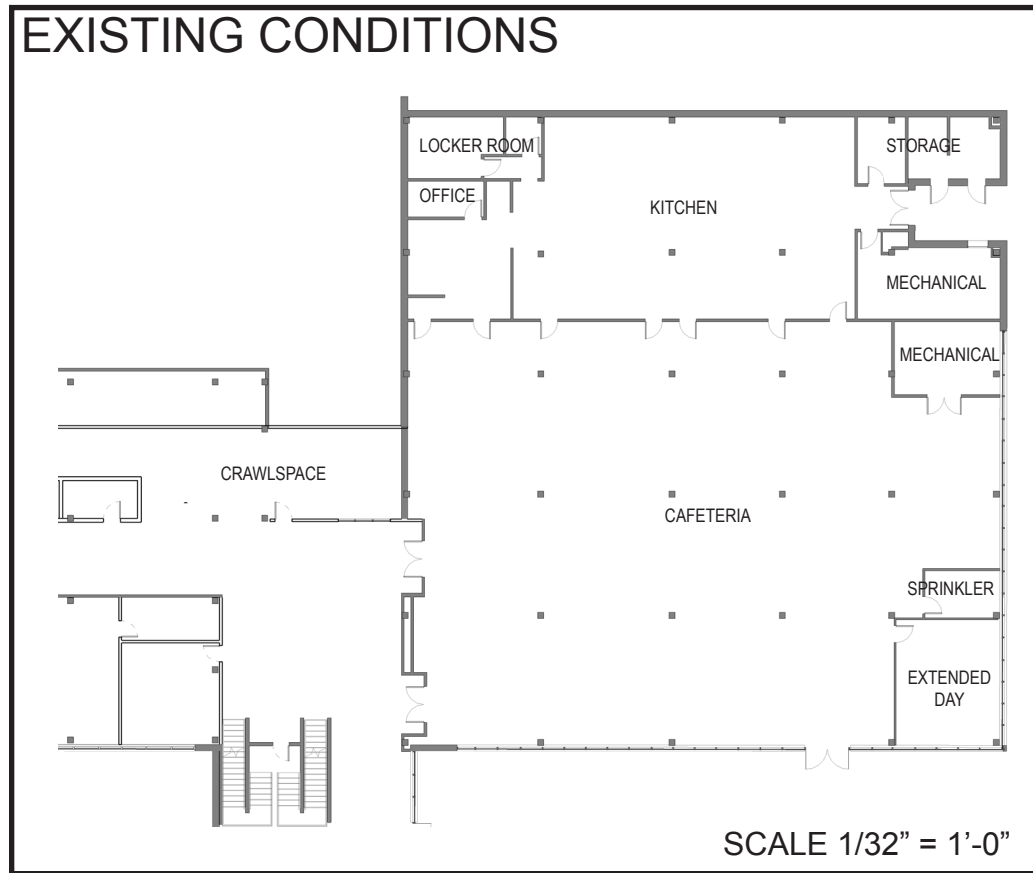 EXISTING CONDITIONS
LOCKER ROOM
STORAGE
OFFICE
KITCHEN
MECHANICAL
MECHANICAL
CRAWLSPACE
CAFETERIA
SPRINKLER
EXTENDED
DAY
SCALE 1/32” = 1’-0”